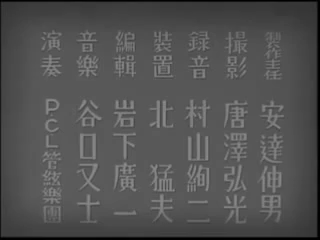 製作主任 安達伸男
撮影 唐澤弘光
録音 村山絢二
装置 北猛夫
編輯 岩下廣一
音樂 谷口又士
演奏 PCL管絃樂團